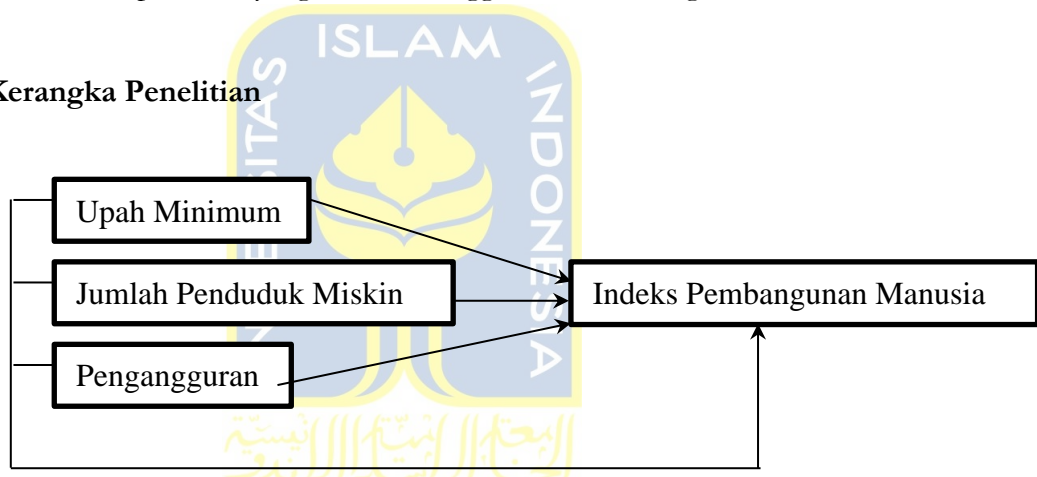 Kerangka Penelitian
ISLAM
INDONESIA
Upah Minimum
Jumlah Penduduk Miskin
Indeks Pembangunan Manusia
Pengangguran